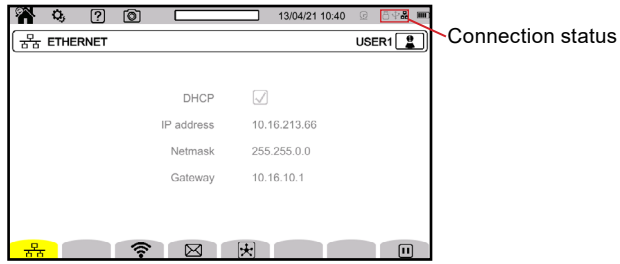 13/04/21 10:40
Connection status
ETHERNET
USER1
DHCP
IP address 10.16.213.66
Netmask 255.255.0.0
Gateway 10.16.10.1